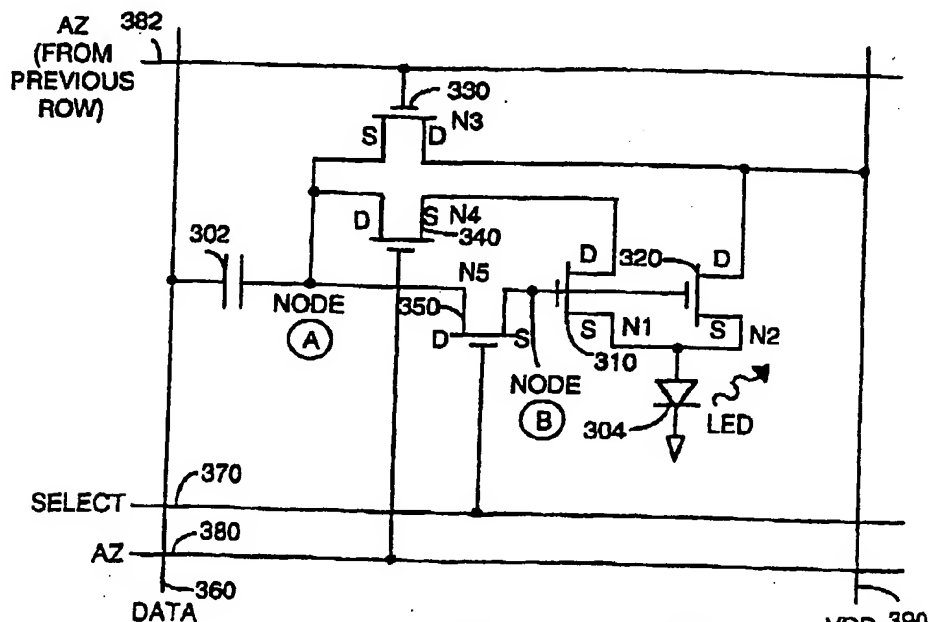 AZ 382
(FROM
PREVIOUS
ROW)
330
N3
S D
D S N4
340
302
N5
320
D D
NODE
A
350
D S
S N1
310
S N2
NODE
B
304
LED
370
SELECT
380
AZ
360
DATA
VDD 390